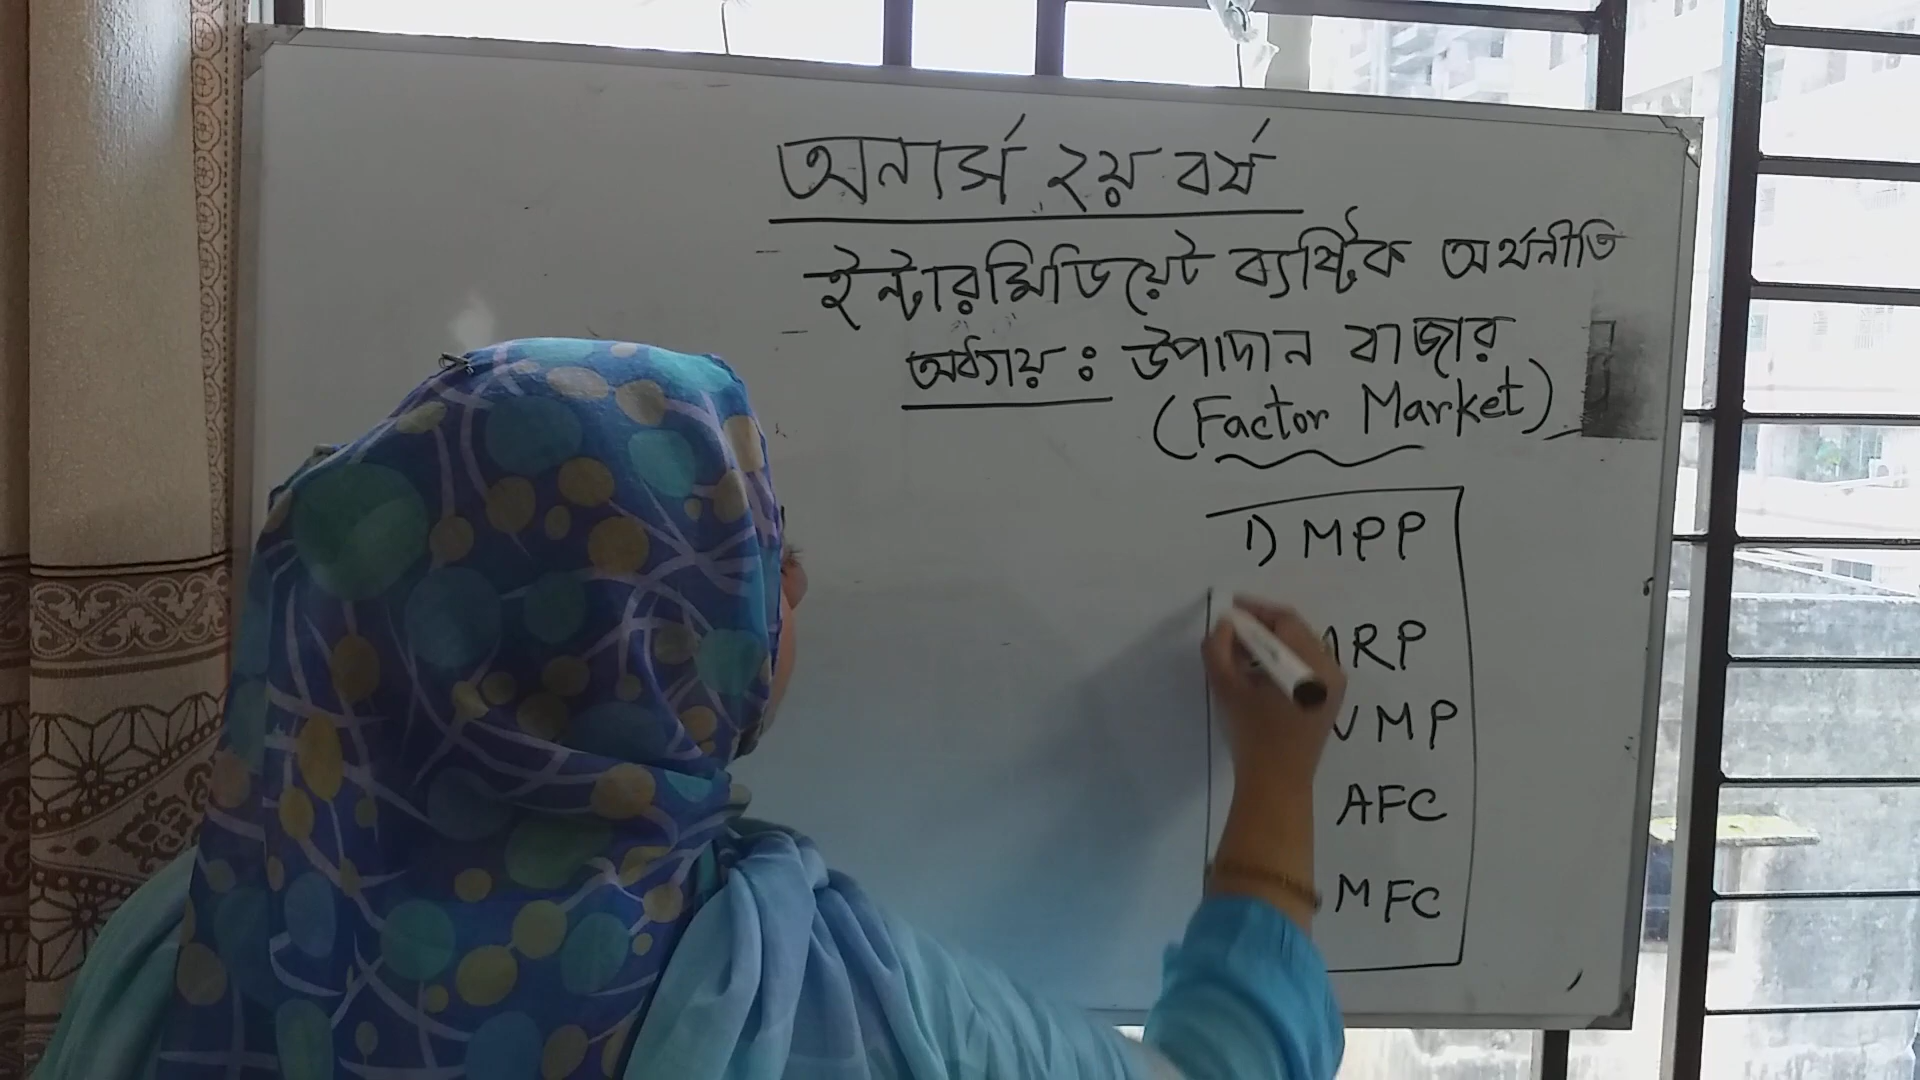 অনার্স ২য় বর্ষ
ইন্টারমিডিয়েট ব্যষ্টিক অর্থনীতি
অধ্যায় : উপাদান বাজার
(Factor Market)
1) MPP
MRP
VMP
AFC
MFC